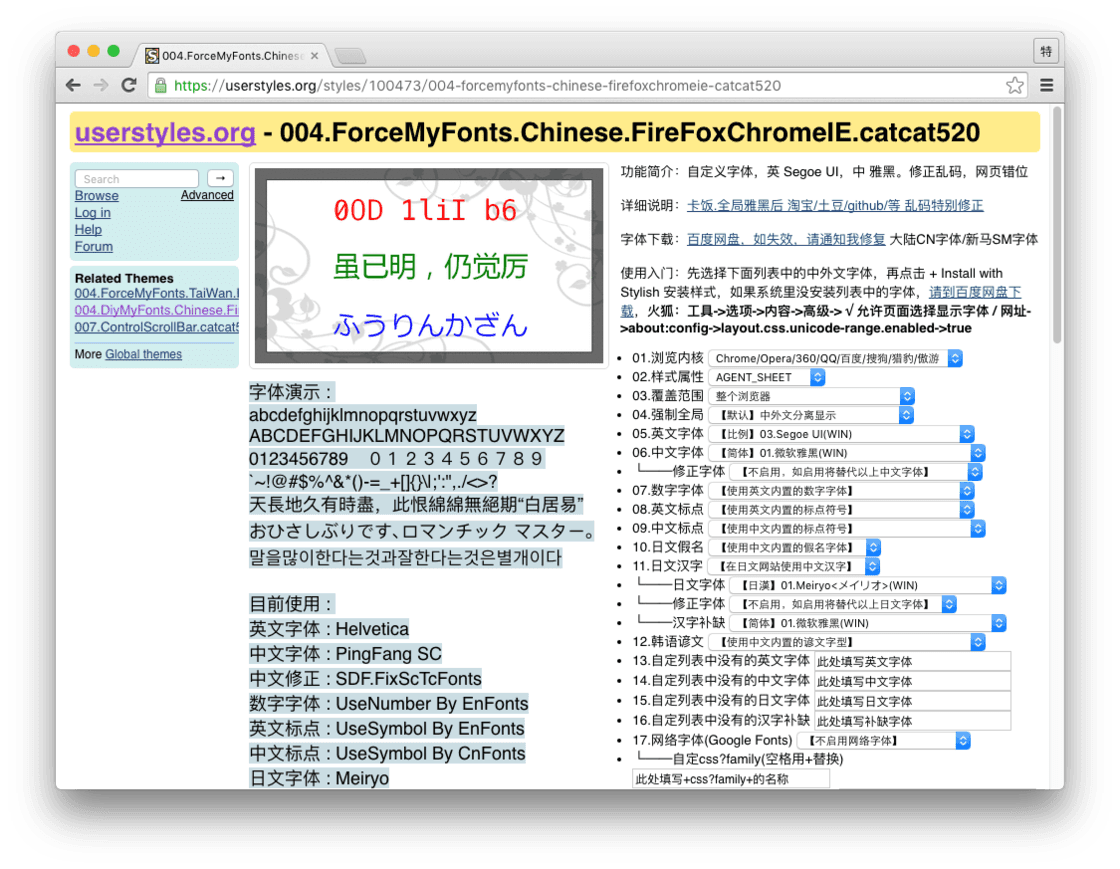 004.ForceMyFonts.Chinese
特
https://userstyles.org/styles/100473/004-forcemyfonts-chinese-firefoxchromeie-catcat520
userstyles.org - 004.ForceMyFonts.Chinese.FireFoxChromeIE.catcat520
Search →
Browse Advanced
Log in
Help
Forum
Related Themes
004.ForceMyFonts.TaiWan.
004.DiyMyFonts.Chinese.Fi
007.ControlScrollBar.catcat5
More Global themes
0OD 1liI b6
虽已明，仍觉厉
ふうりんかざん
字体演示：
abcdefghijklmnopqrstuvwxyz
ABCDEFGHIJKLMNOPQRSTUVWXYZ
0123456789 ０１２３４５６７８９
`~!@#$%^&*()-=_+[]{}\|;':",./<>?
天長地久有時盡，此恨綿綿無絕期“白居易”
おひさしぶりです､ロマンチック マスター。
말을많이한다는것과잘한다는것은별개이다
目前使用：
英文字体 : Helvetica
中文字体 : PingFang SC
中文修正 : SDF.FixScTcFonts
数字字体 : UseNumber By EnFonts
英文标点 : UseSymbol By EnFonts
中文标点 : UseSymbol By CnFonts
日文字体 : Meiryo
功能简介：自定义字体，英 Segoe UI，中 雅黑。修正乱码，网页错位
详细说明：卡饭.全局雅黑后 淘宝/土豆/github/等 乱码特别修正
字体下载：百度网盘，如失效，请通知我修复 大陆CN字体/新马SM字体
使用入门：先选择下面列表中的中外文字体，再点击 + Install with
Stylish 安装样式，如果系统里没安装列表中的字体，请到百度网盘下
载，火狐：工具->选项->内容->高级-> √ 允许页面选择显示字体 / 网址-
>about:config->layout.css.unicode-range.enabled->true
01.浏览内核 Chrome/Opera/360/QQ/百度/搜狗/猎豹/傲游
02.样式属性 AGENT_SHEET
03.覆盖范围 整个浏览器
04.强制全局 【默认】中外文分离显示
05.英文字体 【比例】03.Segoe UI(WIN)
06.中文字体 【简体】01.微软雅黑(WIN)
└──修正字体 【不启用，如启用将替代以上中文字体】
07.数字字体 【使用英文内置的数字字体】
08.英文标点 【使用英文内置的标点符号】
09.中文标点 【使用中文内置的标点符号】
10.日文假名 【使用中文内置的假名字体】
11.日文汉字 【在日文网站使用中文汉字】
└──日文字体 【日漢】01.Meiryo<メイリオ>(WIN)
└──修正字体 【不启用，如启用将替代以上日文字体】
└──汉字补缺 【简体】01.微软雅黑(WIN)
12.韩语谚文 【使用中文内置的谚文字型】
13.自定列表中没有的英文字体 此处填写英文字体
14.自定列表中没有的中文字体 此处填写中文字体
15.自定列表中没有的日文字体 此处填写日文字体
16.自定列表中没有的汉字补缺 此处填写补缺字体
17.网络字体(Google Fonts) 【不启用网络字体】
└──自定css?family(空格用+替换)
此处填写+css?family+的名称